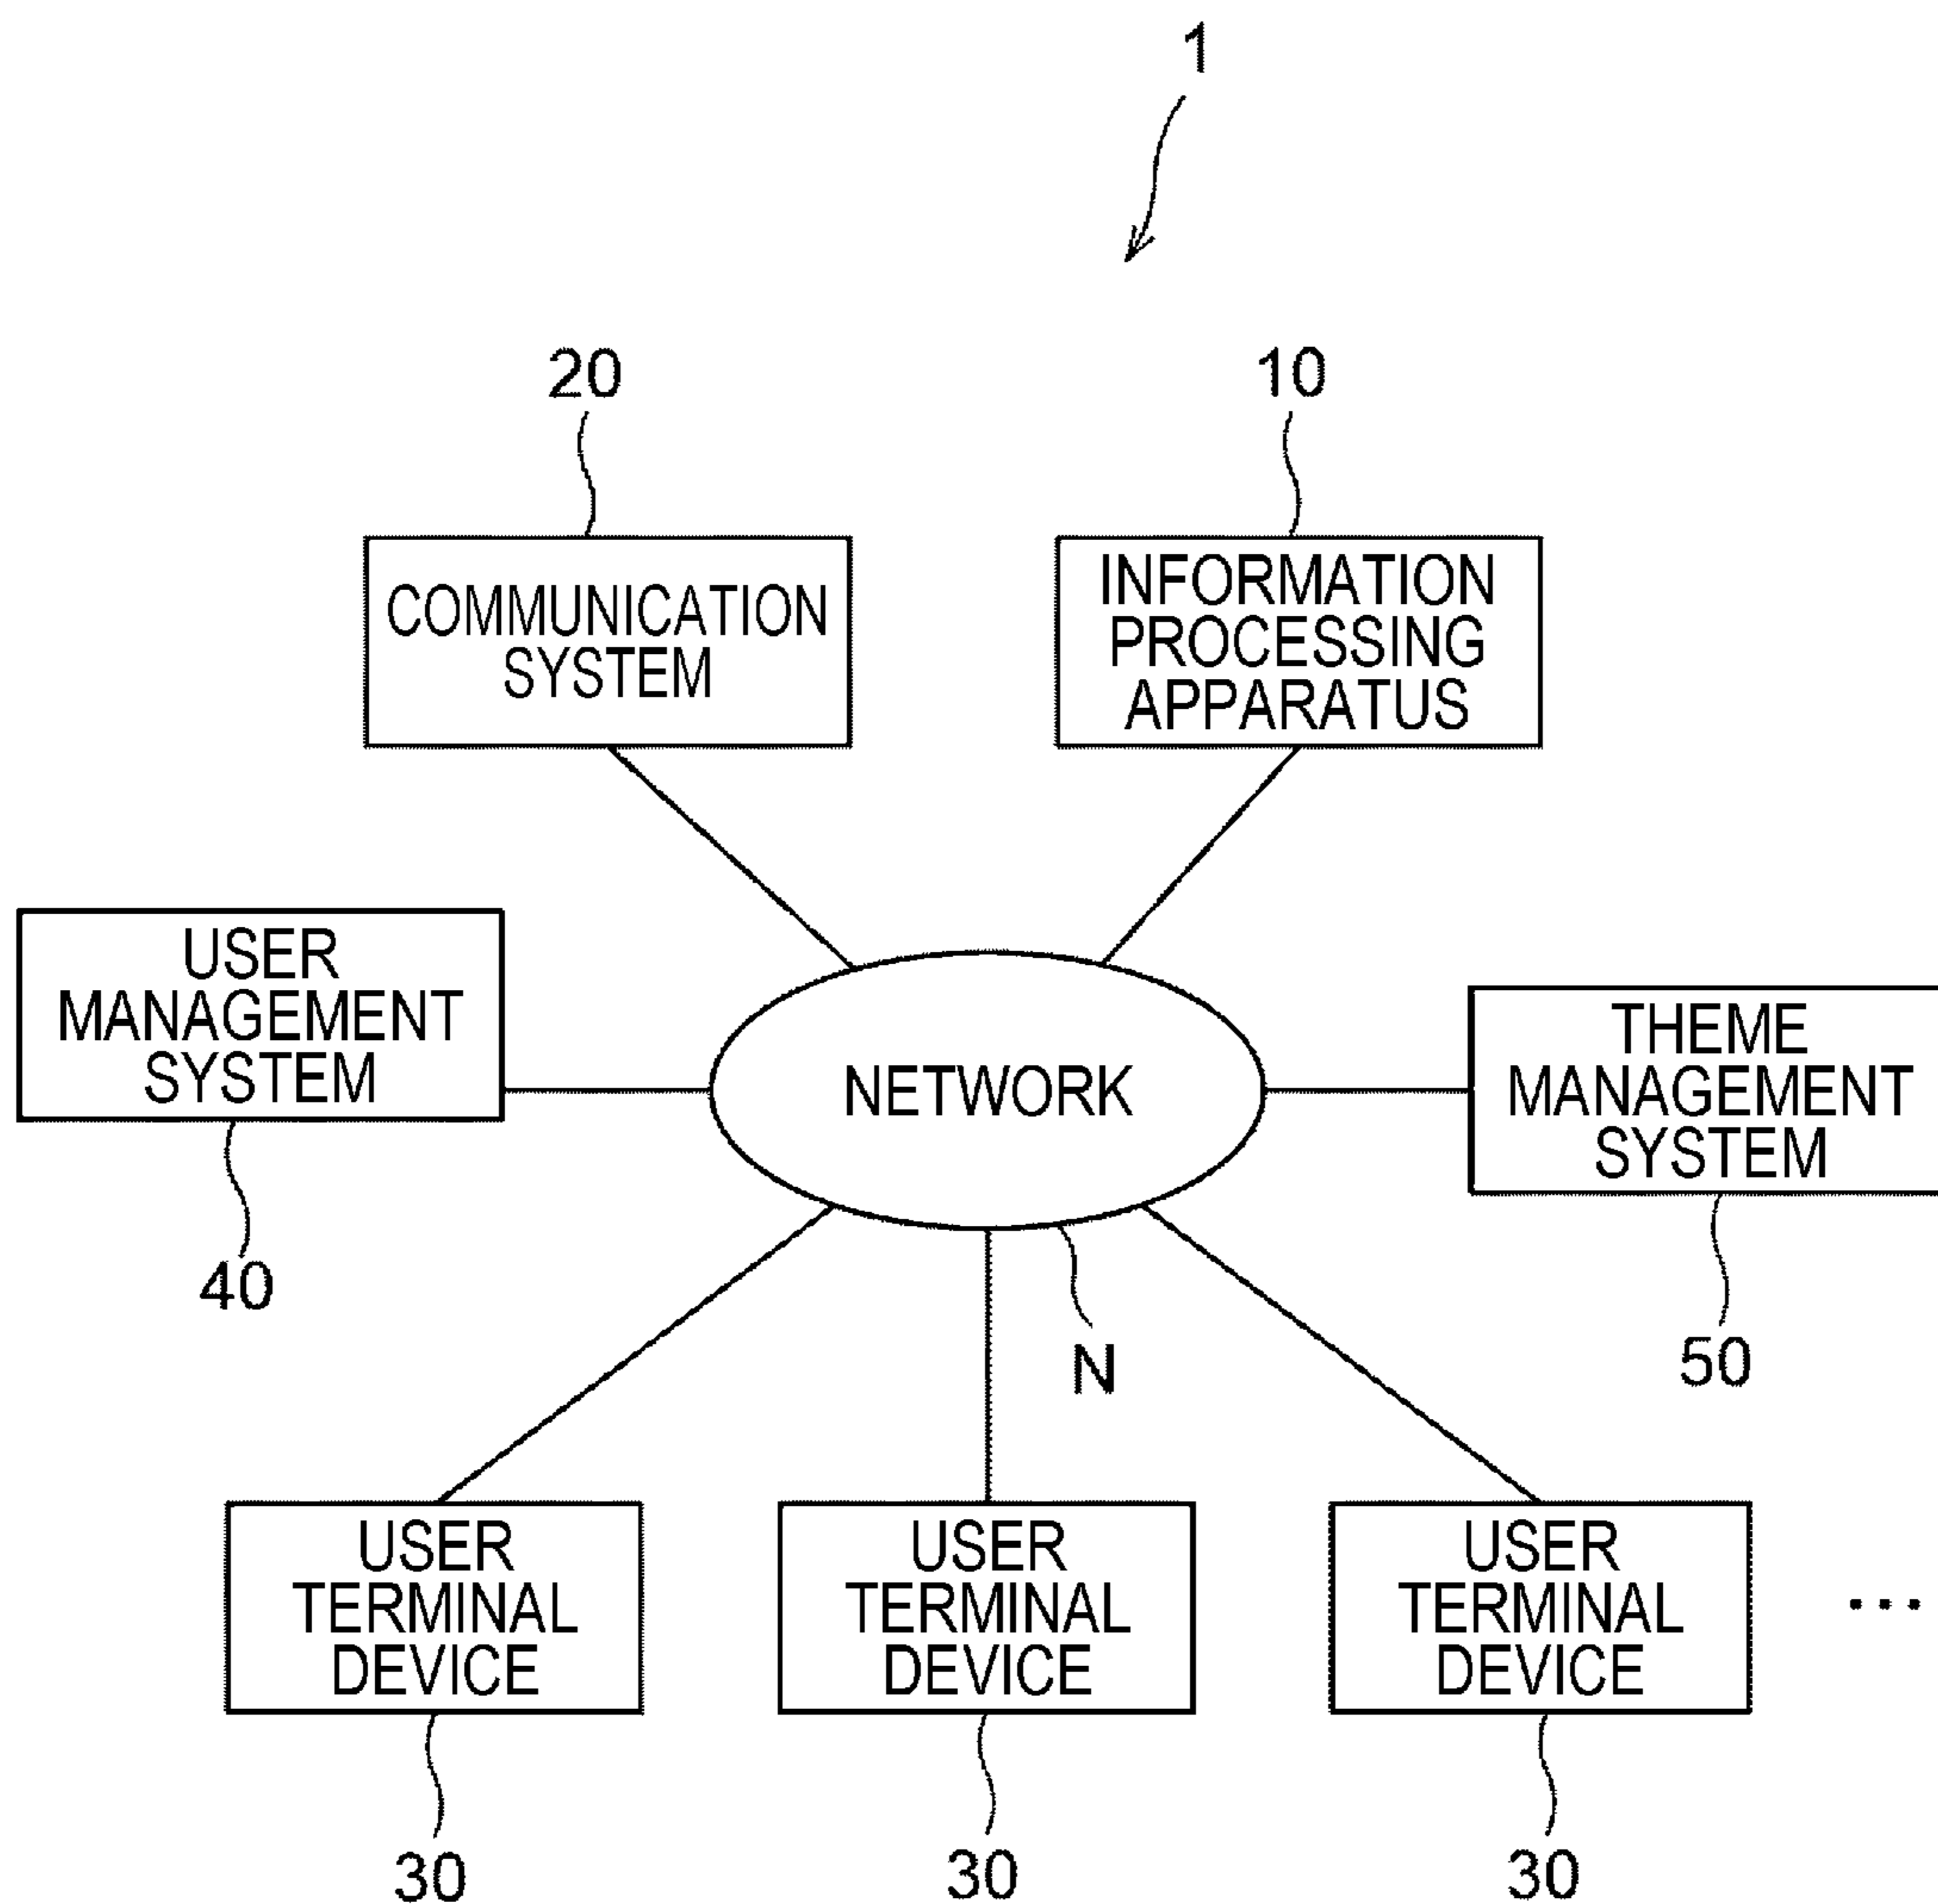 1
20
10
COMMUNICATION
SYSTEM
INFORMATION
PROCESSING
APPARATUS
USER
MANAGEMENT
SYSTEM
40
NETWORK
N
THEME
MANAGEMENT
SYSTEM
50
USER
TERMINAL
DEVICE
30
USER
TERMINAL
DEVICE
30
USER
TERMINAL
DEVICE
30
...